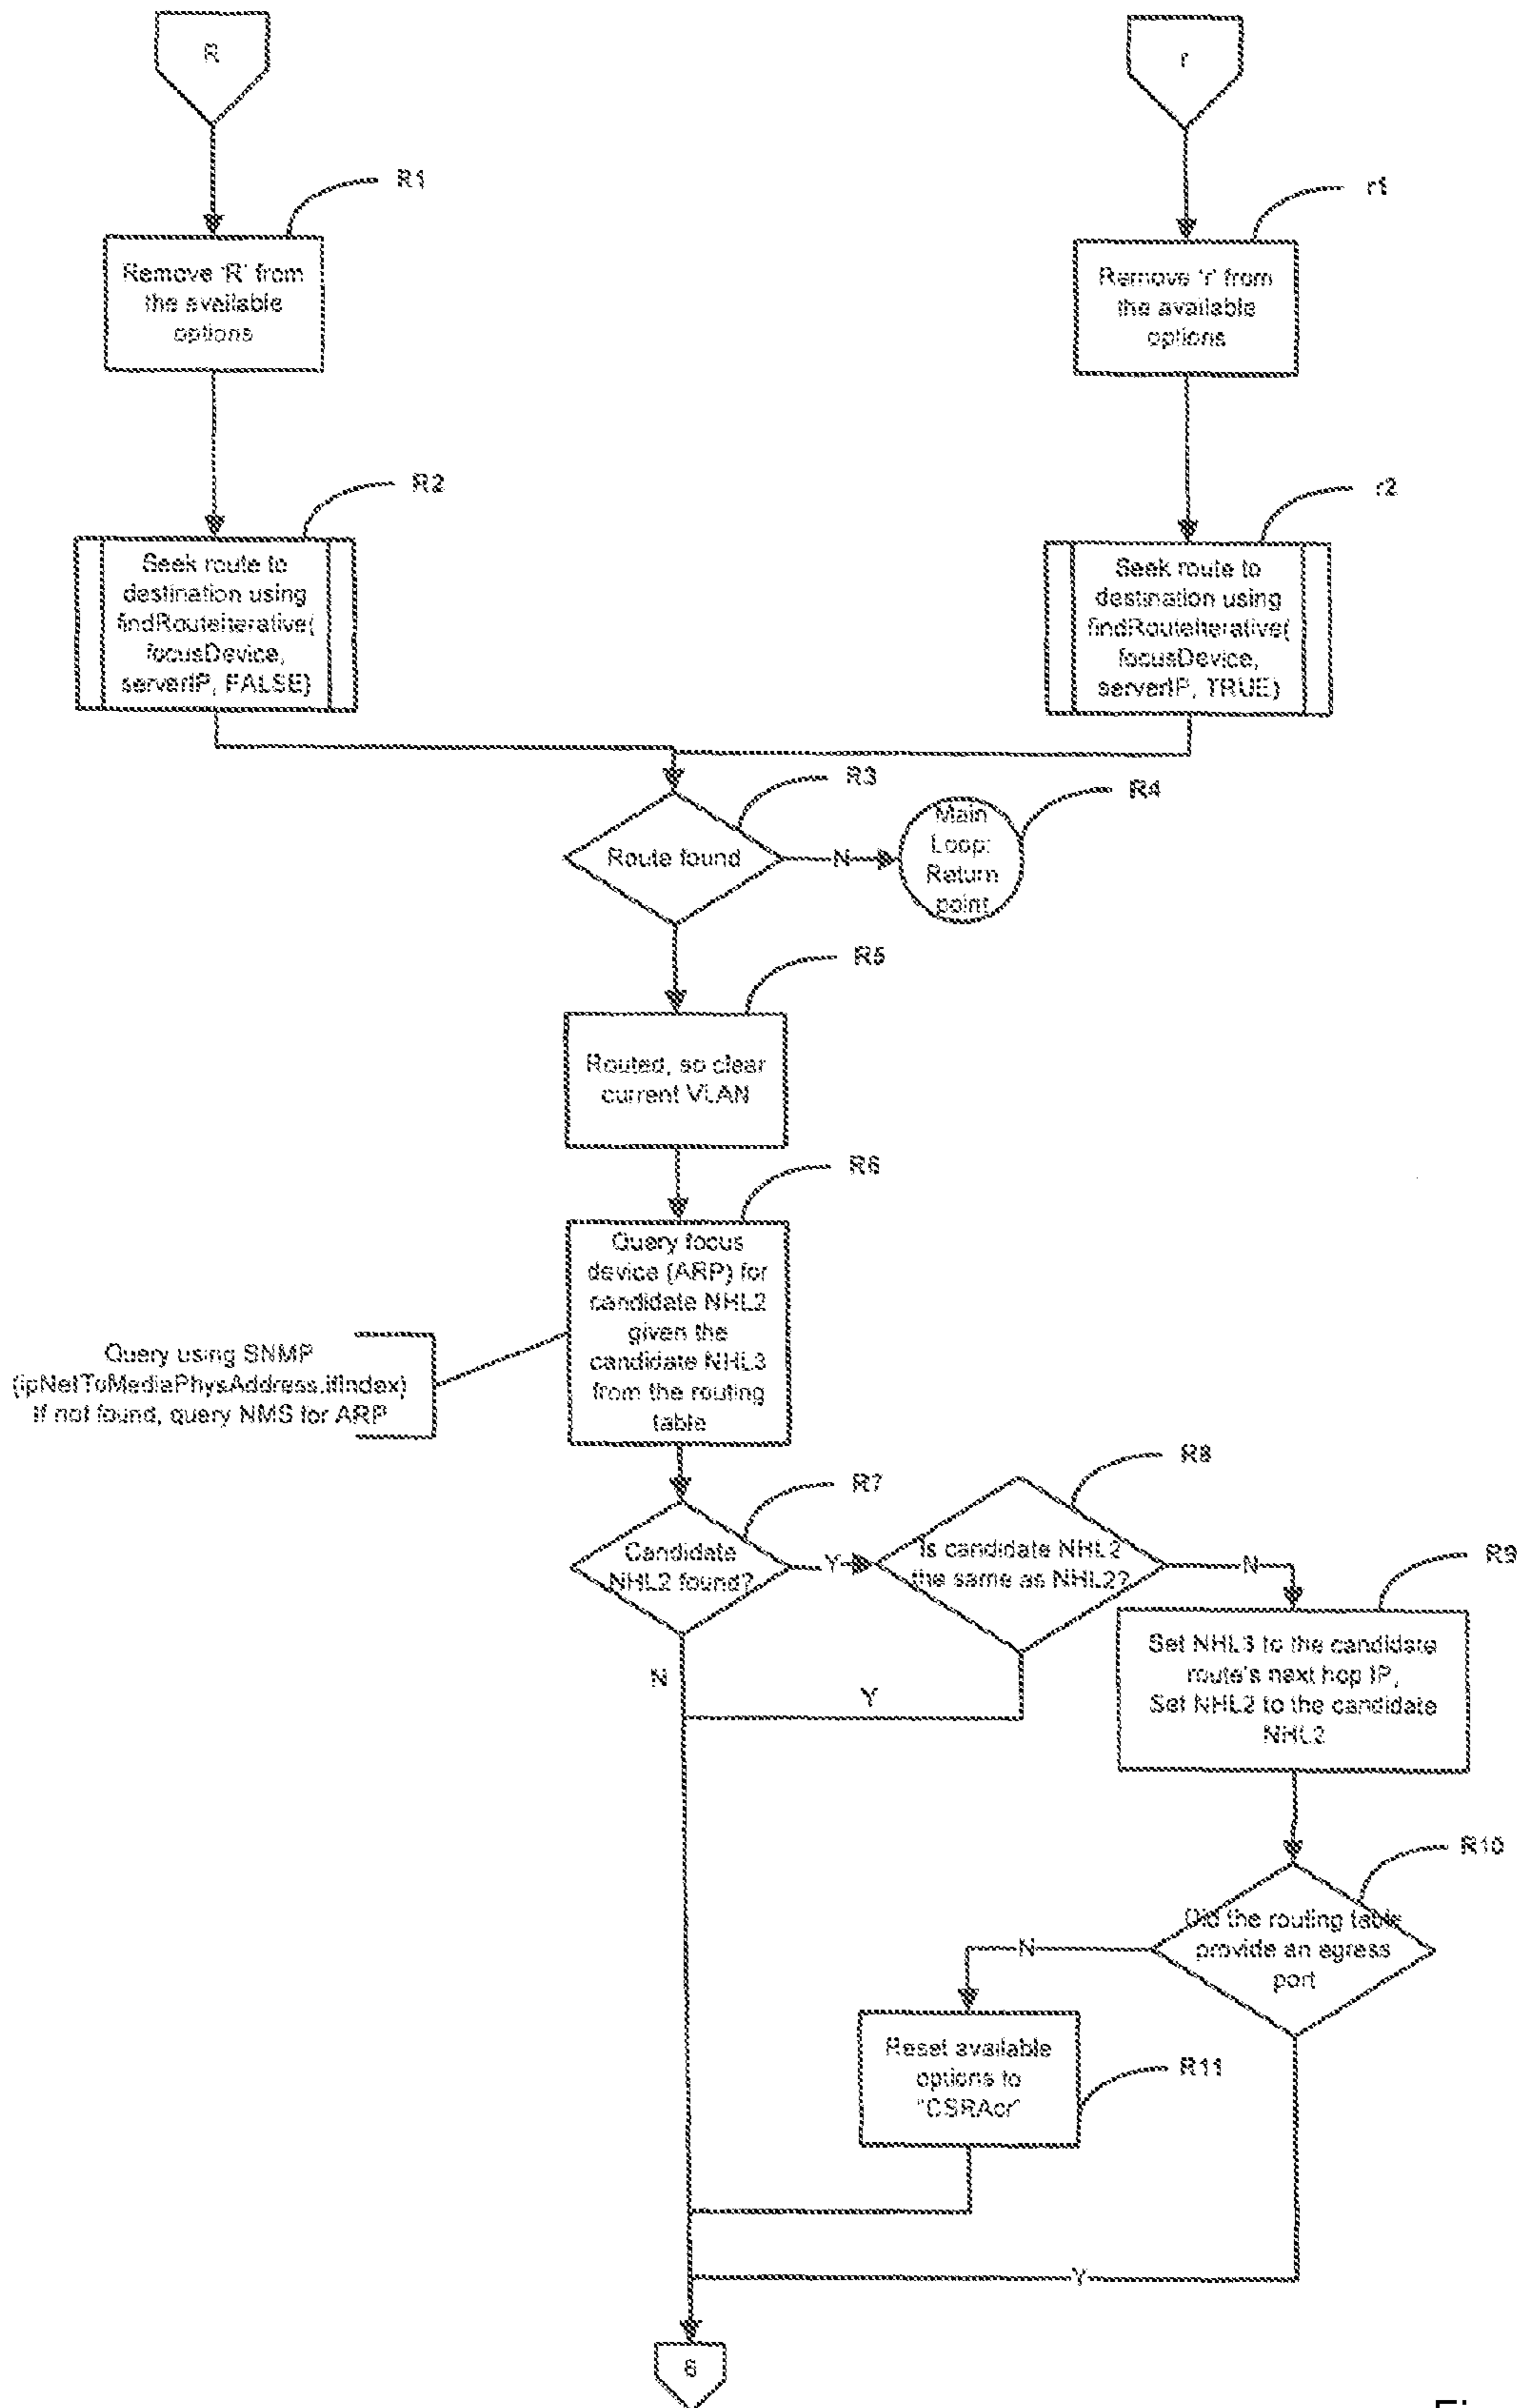 R
r
R1
r1
Remove 'R' from
the available
options
Remove 'r' from
the available
options
R2
r2
Seek route to
destination using
findRouteIterative(
focusDevice,
serverIP, FALSE)
Seek route to
destination using
findRouteIterative(
focusDevice,
serverIP, TRUE)
R3
R4
Route found
N
Main
Loop:
Return
point
R5
Routed, so clear
current VLAN
R6
Query focus
device (ARP) for
candidate NHL2
given the
candidate NHL3
from the routing
table
Query using SNMP
(ipNetToMediaPhysAddress.ifIndex)
If not found, query NMS for ARP
R7
R8
Candidate
NHL2 found?
Y
Is candidate NHL2
the same as NHL2?
N
R9
Set NHL3 to the candidate
route's next hop IP,
Set NHL2 to the candidate
NHL2
N
Y
R10
Did the routing table
provide an egress
port
N
Reset available
options to
"CSRAcr"
R11
Y
6